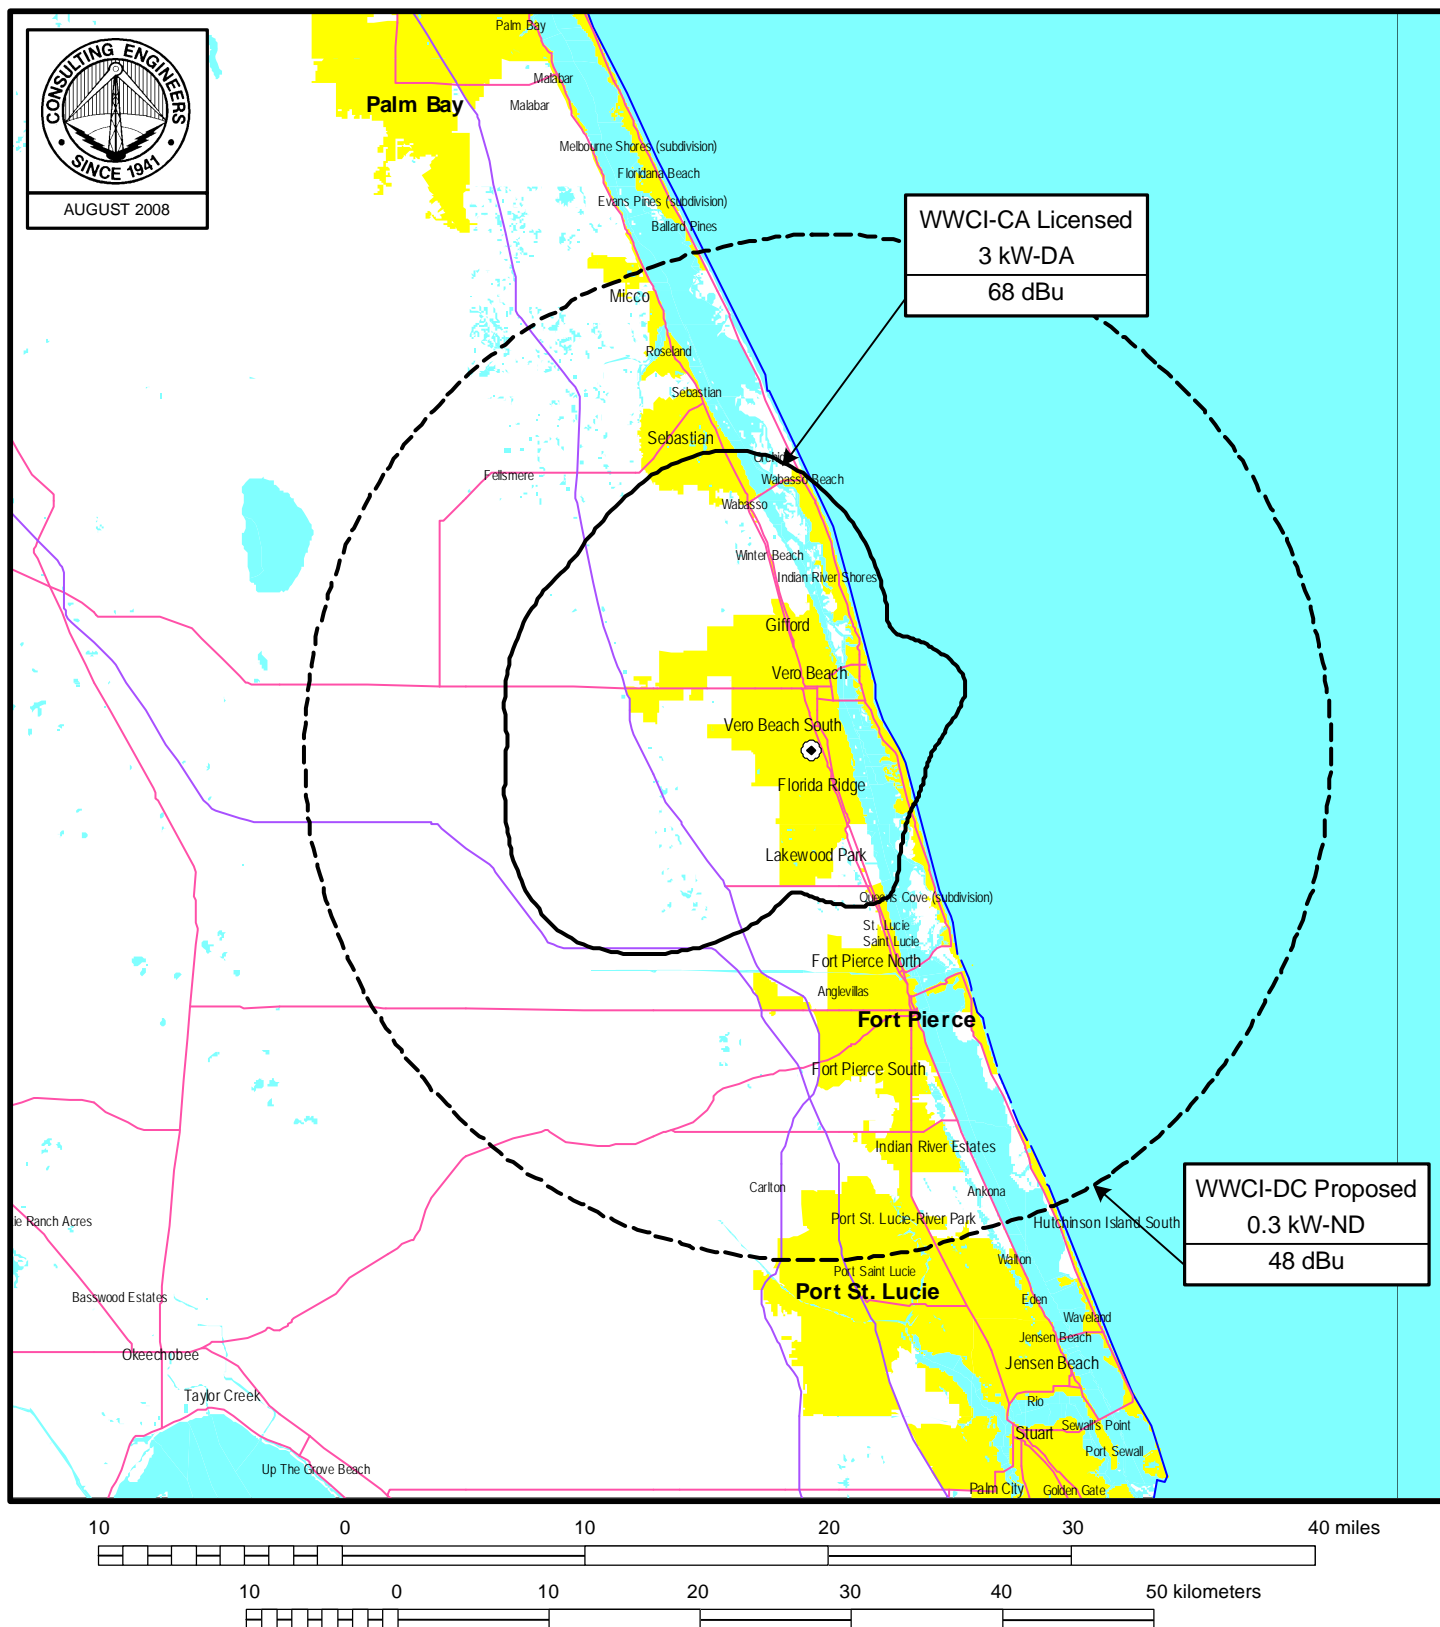 Palm Bay
CONSULTING ENGINEERS
• SINCE 1941 •
AUGUST 2008
Malabar
Palm Bay
Malabar
Melbourne Shores (subdivision)
Floridana Beach
Evans Pines (subdivision)
Ballard Pines
WWCI-CA Licensed
3 kW-DA
68 dBu
Micco
Roseland
Sebastian
Sebastian
Orchid
Fellsmere
Wabasso Beach
Wabasso
Winter Beach
Indian River Shores
Gifford
Vero Beach
Vero Beach South
Florida Ridge
Lakewood Park
Queens Cove (subdivision)
St. Lucie
Saint Lucie
Fort Pierce North
Anglevillas
Fort Pierce
Fort Pierce South
Indian River Estates
Carlton
Ankona
WWCI-DC Proposed
0.3 kW-ND
48 dBu
ie Ranch Acres
Port St. Lucie-River Park
Hutchinson Island South
Walton
Port Saint Lucie
Port St. Lucie
Basswood Estates
Eden
Waveland
Jensen Beach
Okeechobee
Jensen Beach
Taylor Creek
Rio
Sewall's Point
Stuart
Port Sewall
Up The Grove Beach
Palm City
Golden Gate
10 0 10 20 30 40 miles
10 0 10 20 30 40 50 kilometers